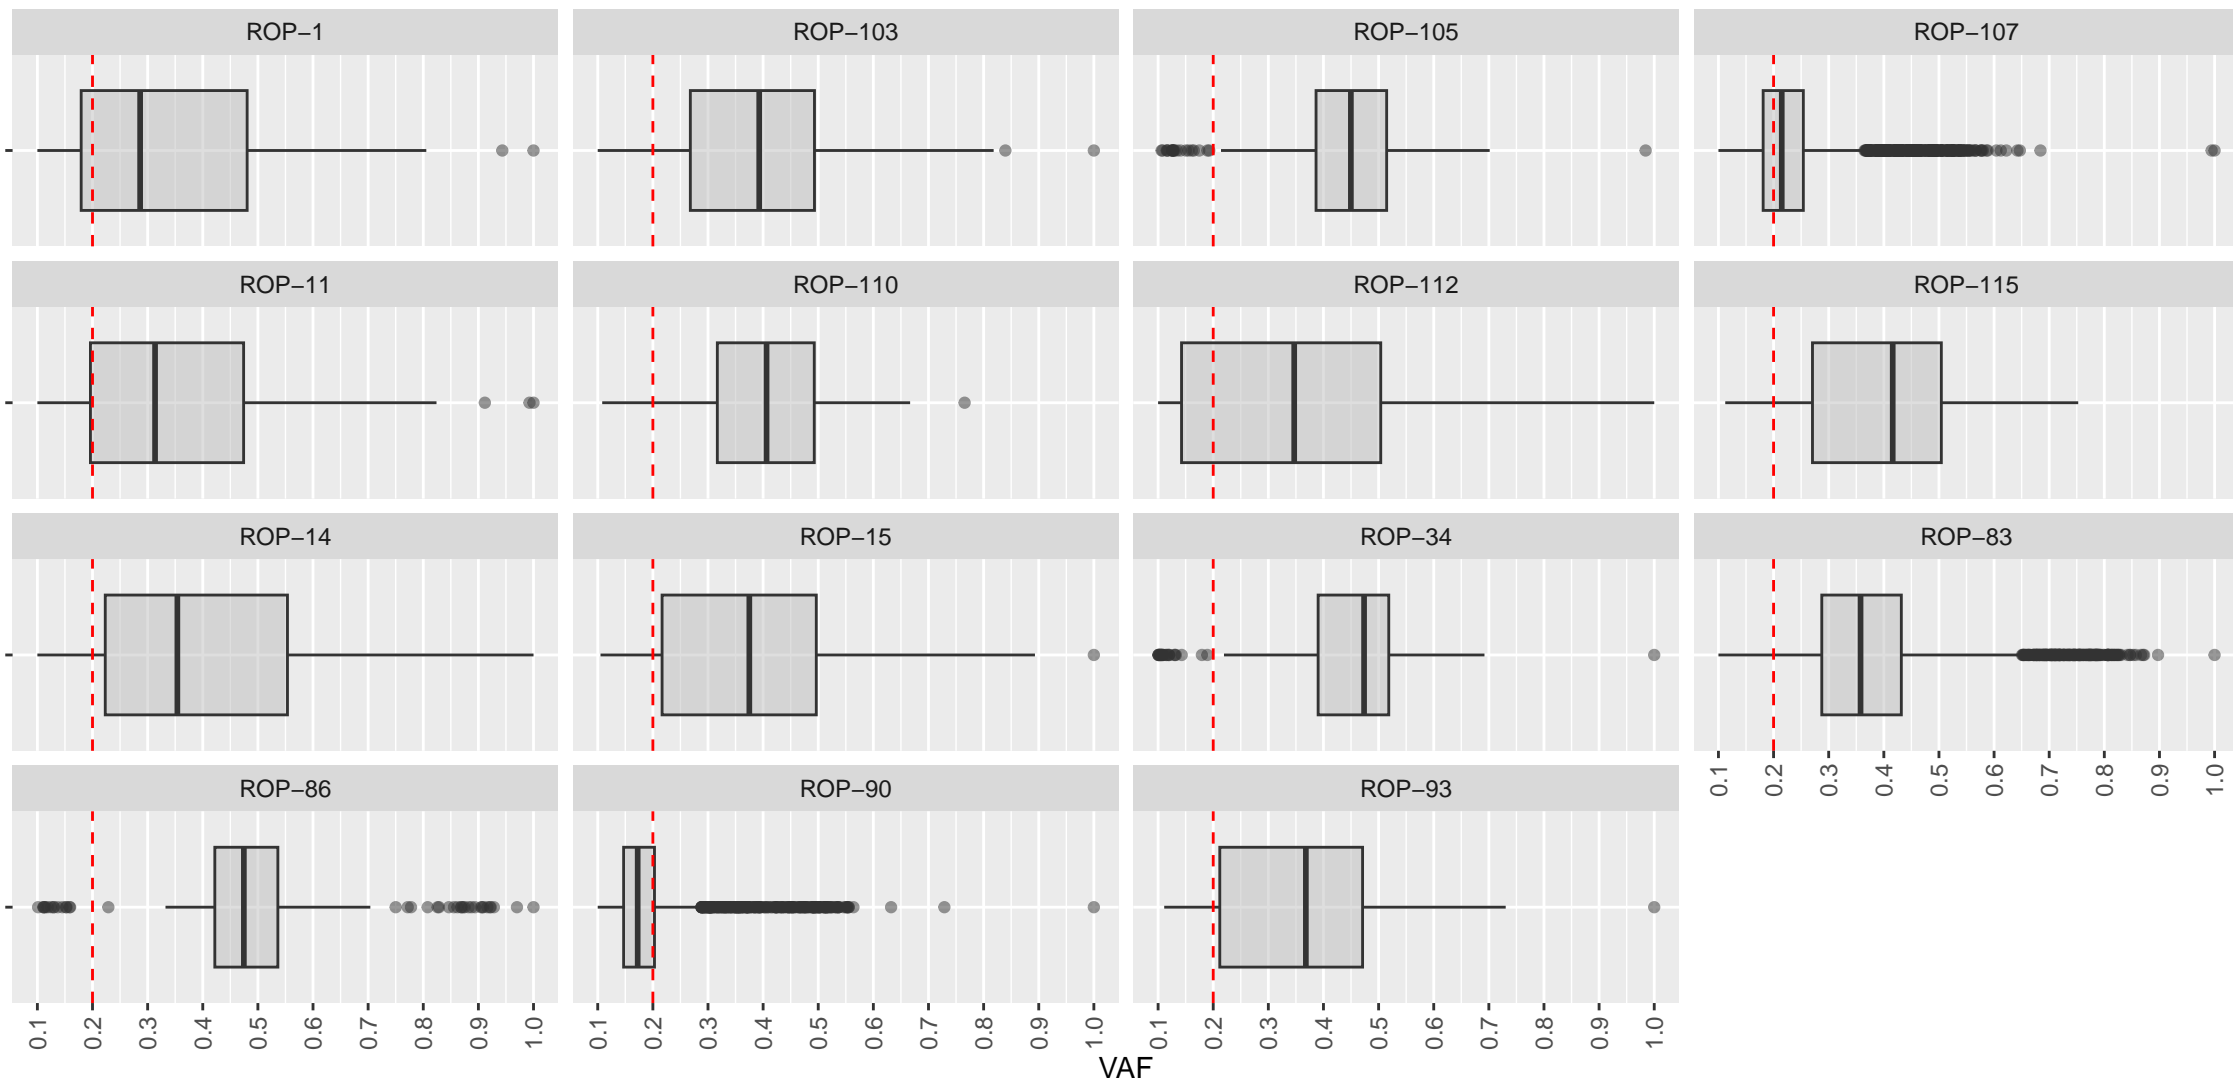 ROP−1 ROP−103 ROP−105 ROP−107
ROP−11 ROP−110 ROP−112 ROP−115
ROP−14 ROP−15 ROP−34 ROP−83
0.1 0.2 0.3 0.4 0.5 0.6 0.7 0.8 0.9 1.0
ROP−86 ROP−90 ROP−93
0.1 0.2 0.3 0.4 0.5 0.6 0.7 0.8 0.9 1.0 0.1 0.2 0.3 0.4 0.5 0.6 0.7 0.8 0.9 1.0 0.1 0.2 0.3 0.4 0.5 0.6 0.7 0.8 0.9 1.0
VAF